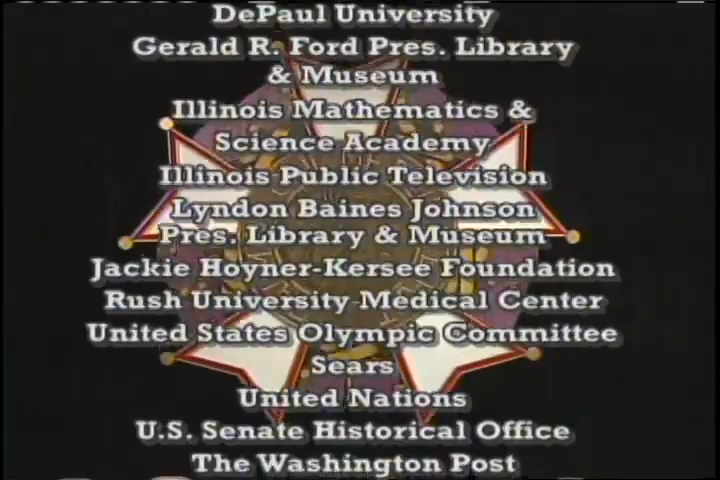 DePaul University
Gerald R. Ford Pres. Library
& Museum
Illinois Mathematics &
Science Academy
Illinois Public Television
Lyndon Baines Johnson
Pres. Library & Museum
Jackie Hoyner-Kersee Foundation
Rush University Medical Center
United States Olympic Committee
Sears
United Nations
U.S. Senate Historical Office
The Washington Post